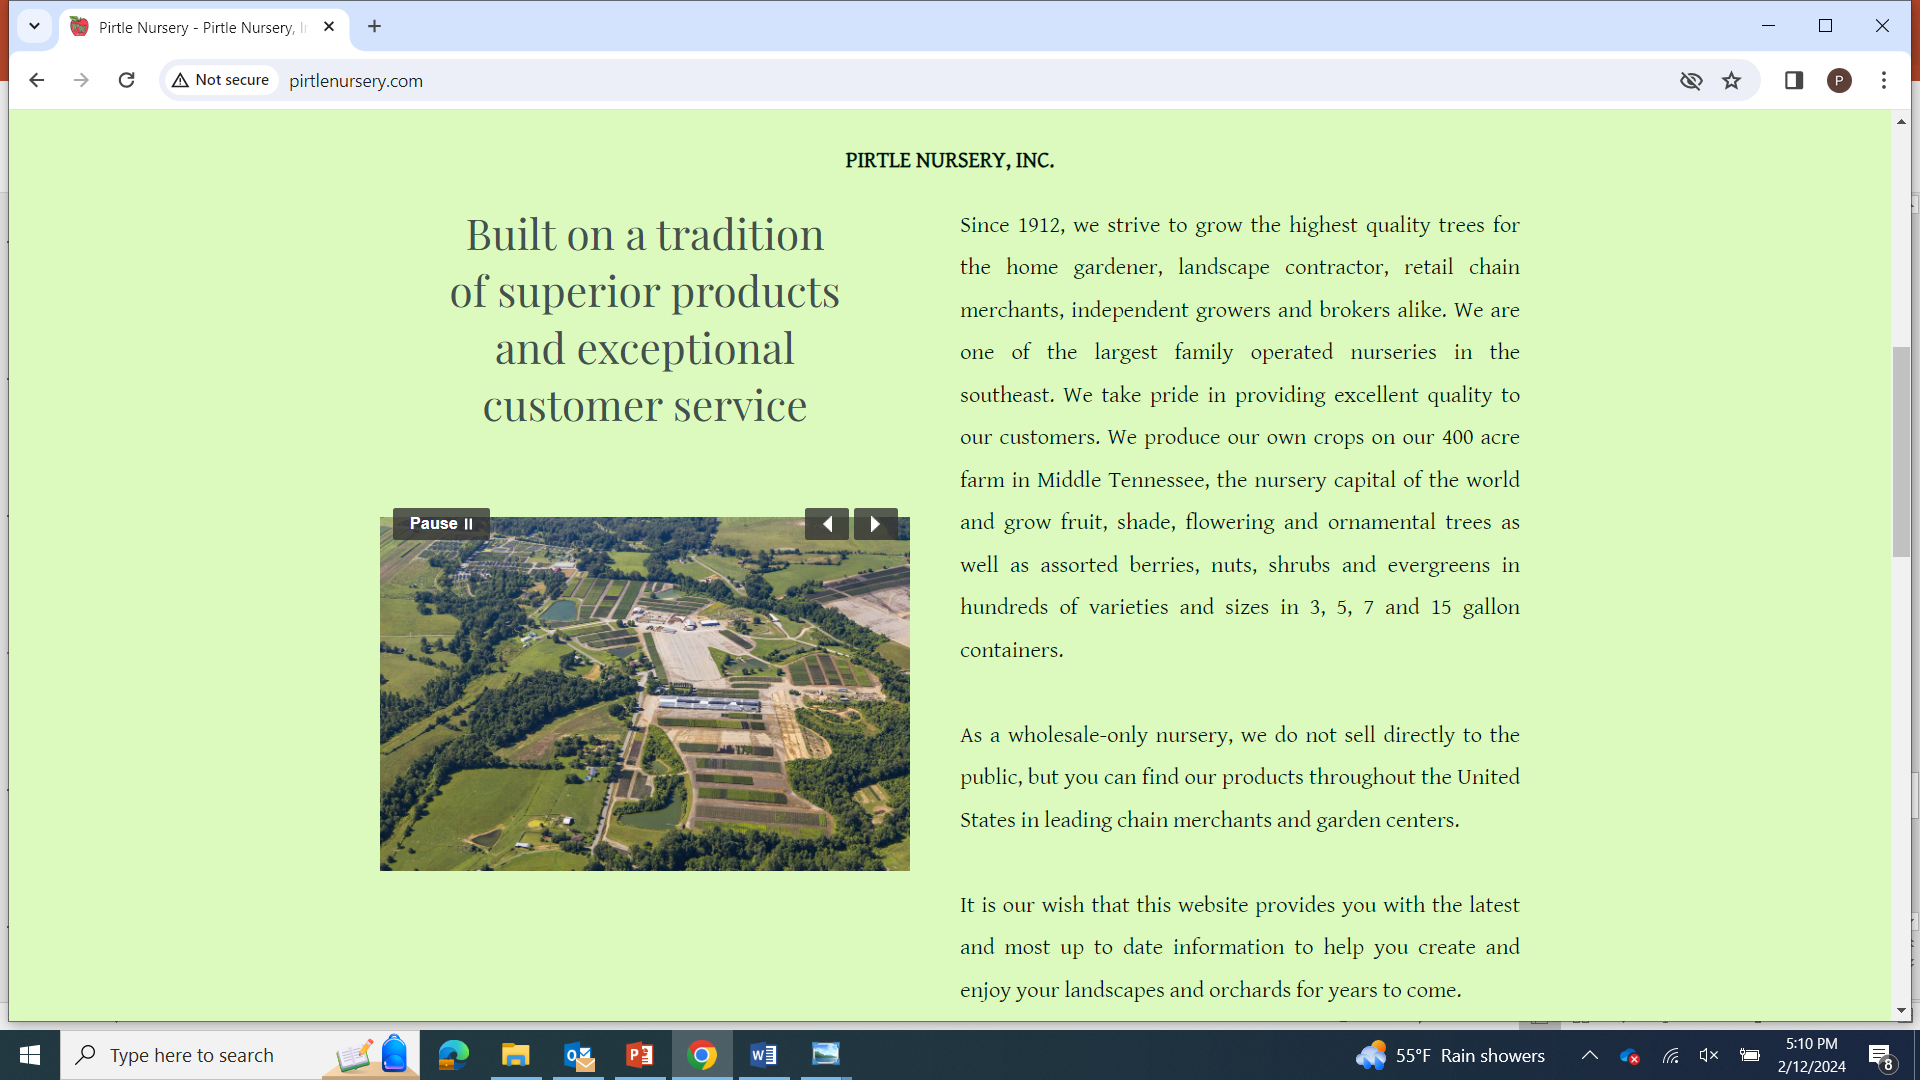 Pirtle Nursery - Pirtle Nursery, I
Not secure
pirtlenursery.com
P
PIRTLE NURSERY, INC.
Built on a tradition
of superior products
and exceptional
customer service
Pause
Since 1912, we strive to grow the highest quality trees for
the home gardener, landscape contractor, retail chain
merchants, independent growers and brokers alike. We are
one of the largest family operated nurseries in the
southeast. We take pride in providing excellent quality to
our customers. We produce our own crops on our 400 acre
farm in Middle Tennessee, the nursery capital of the world
and grow fruit, shade, flowering and ornamental trees as
well as assorted berries, nuts, shrubs and evergreens in
hundreds of varieties and sizes in 3, 5, 7 and 15 gallon
containers.
As a wholesale-only nursery, we do not sell directly to the
public, but you can find our products throughout the United
States in leading chain merchants and garden centers.
It is our wish that this website provides you with the latest
and most up to date information to help you create and
enjoy your landscapes and orchards for years to come.
Type here to search
55°F Rain showers
5:10 PM
2/12/2024
8